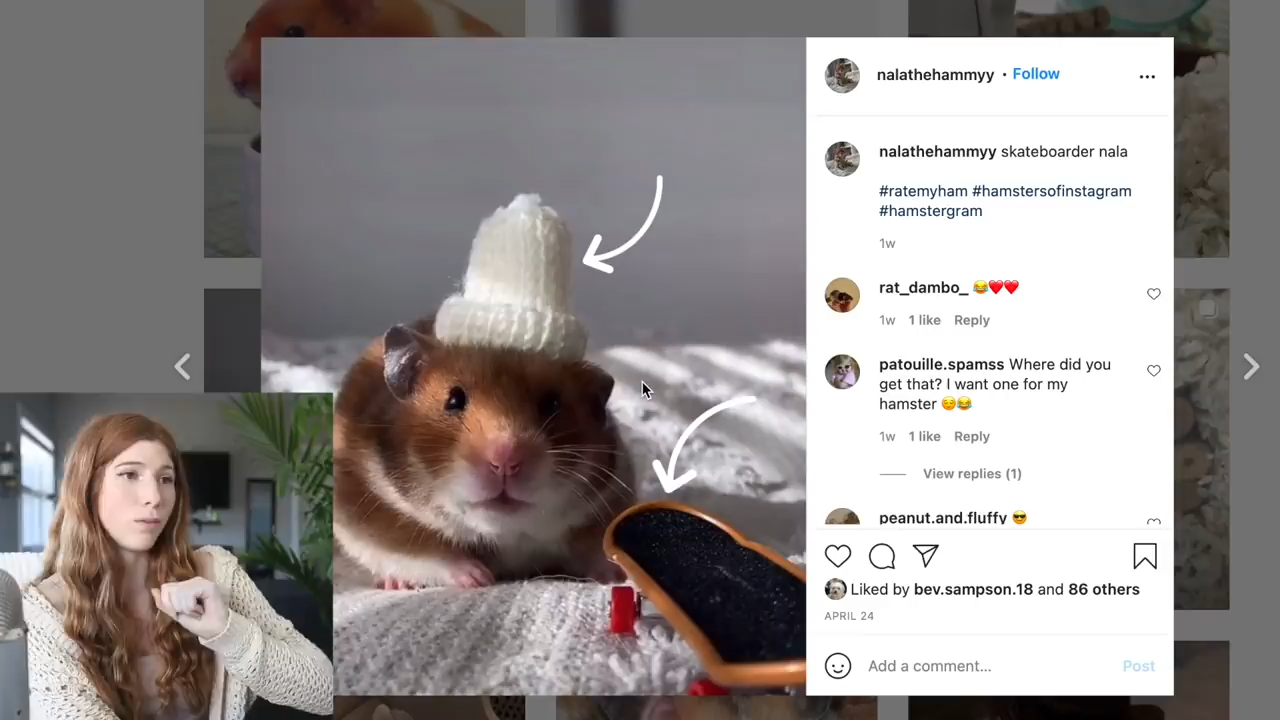 nalathehammyy • Follow
nalathehammyy skateboarder nala
#ratemyham #hamstersofinstagram
#hamstergram
1w
rat_dambo_ 😂❤️❤️
1w 1 like Reply
patouille.spamss Where did you
get that? I want one for my
hamster 😌😂
1w 1 like Reply
View replies (1)
peanut.and.fluffy 😎
Liked by bev.sampson.18 and 86 others
APRIL 24
Add a comment... Post